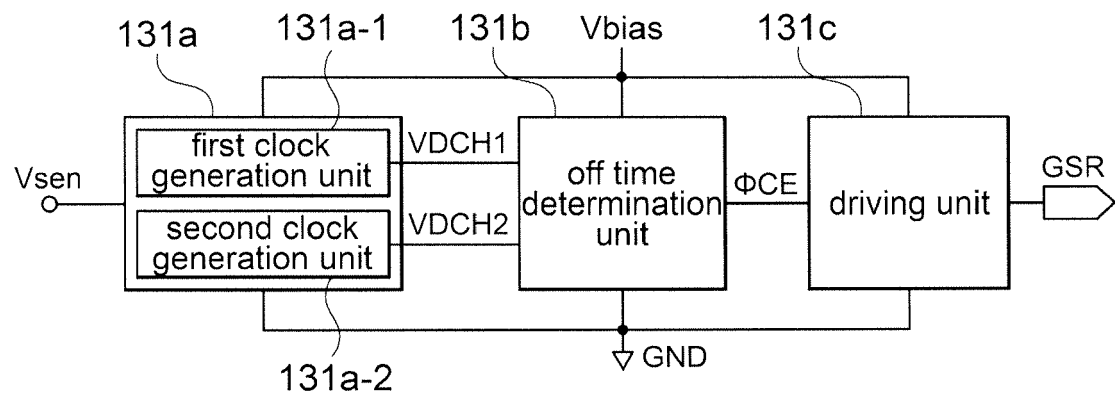 131a
131a-1
131b
Vbias
131c
first clock
generation unit
VDCH1
Vsen
second clock
generation unit
VDCH2
off time
determination
unit
ΦCE
driving unit
GSR
GND
131a-2